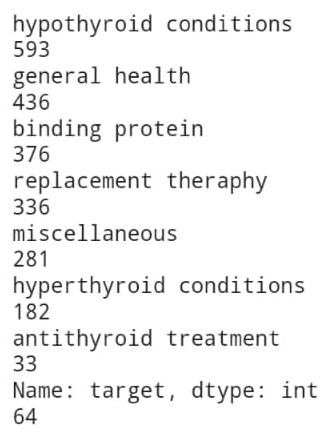 hypothyroid conditions
593
general health
436
binding protein
376
replacement theraphy
336
miscellaneous
281
hyperthyroid conditions
182
antithyroid treatment
33
Name: target, dtype: int
64